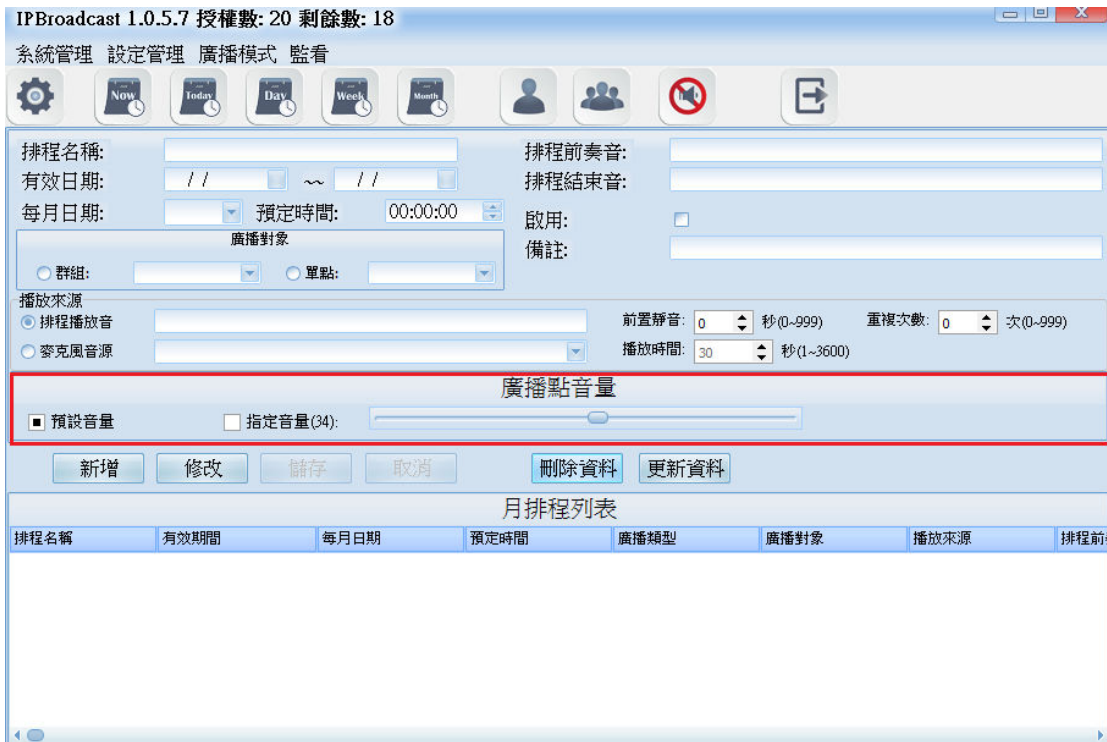 IPBroadcast 1.0.5.7 授權數: 20 剩餘數: 18
系統管理 設定管理 廣播模式 監看
Now Today Day Week Month
排程名稱: 排程前奏音:
有效日期: / / ~ / / 排程結束音:
每月日期: 預定時間: 00:00:00 啟用:
廣播對象 備註:
群組: 單點:
播放來源
排程播放音 前置靜音: 0 秒(0~999) 重複次數: 0 次(0~999)
麥克風音源 播放時間: 30 秒(1~3600)
廣播點音量
預設音量 指定音量(34):
新增 修改 儲存 取消 刪除資料 更新資料
月排程列表
排程名稱 有效期間 每月日期 預定時間 廣播類型 廣播對象 播放來源 排程前